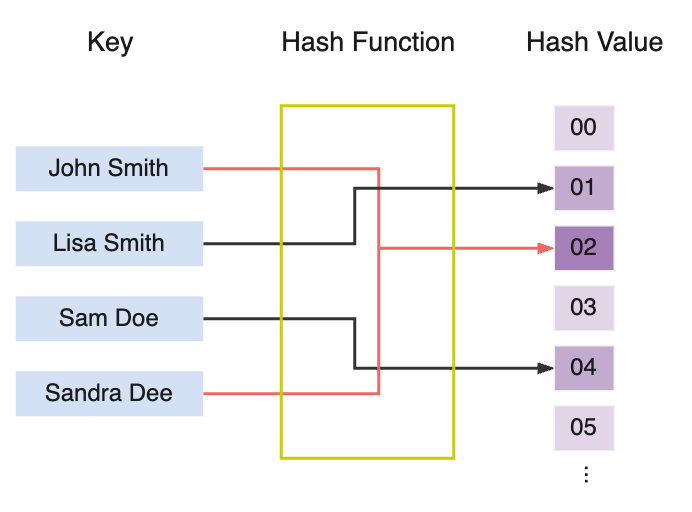 Key Hash Function Hash Value
John Smith
Lisa Smith
Sam Doe
Sandra Dee
00
01
02
03
04
05
⋮